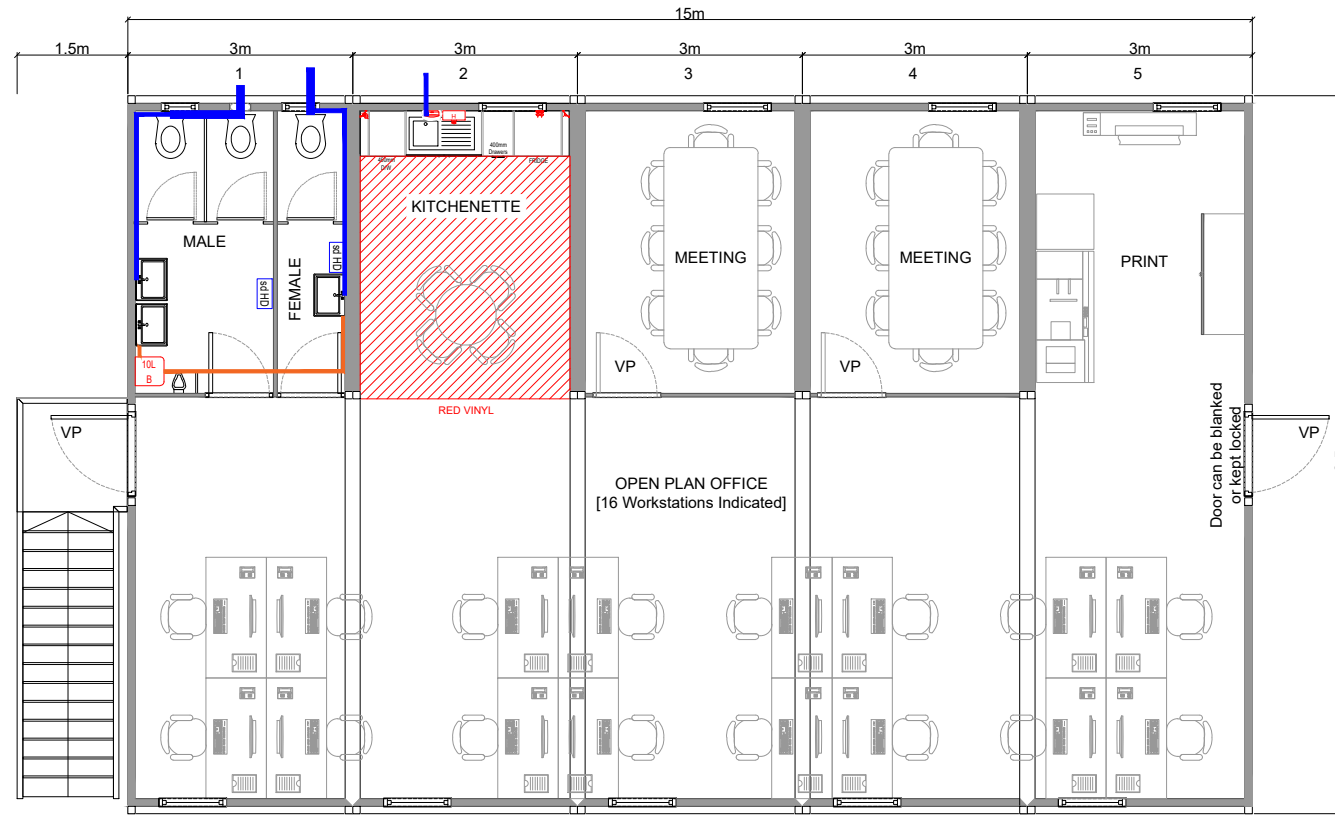 15m
1.5m
3m
3m
3m
3m
3m
1
2
3
4
5
H
400mm
Drawers
FRIDGE
D/W
KITCHENETTE
MALE
FEMALE
sd HD
sd HD
MEETING
MEETING
PRINT
10L
B
VP
VP
RED VINYL
VP
VP
Door can be blanked
or kept locked
OPEN PLAN OFFICE
[16 Workstations Indicated]